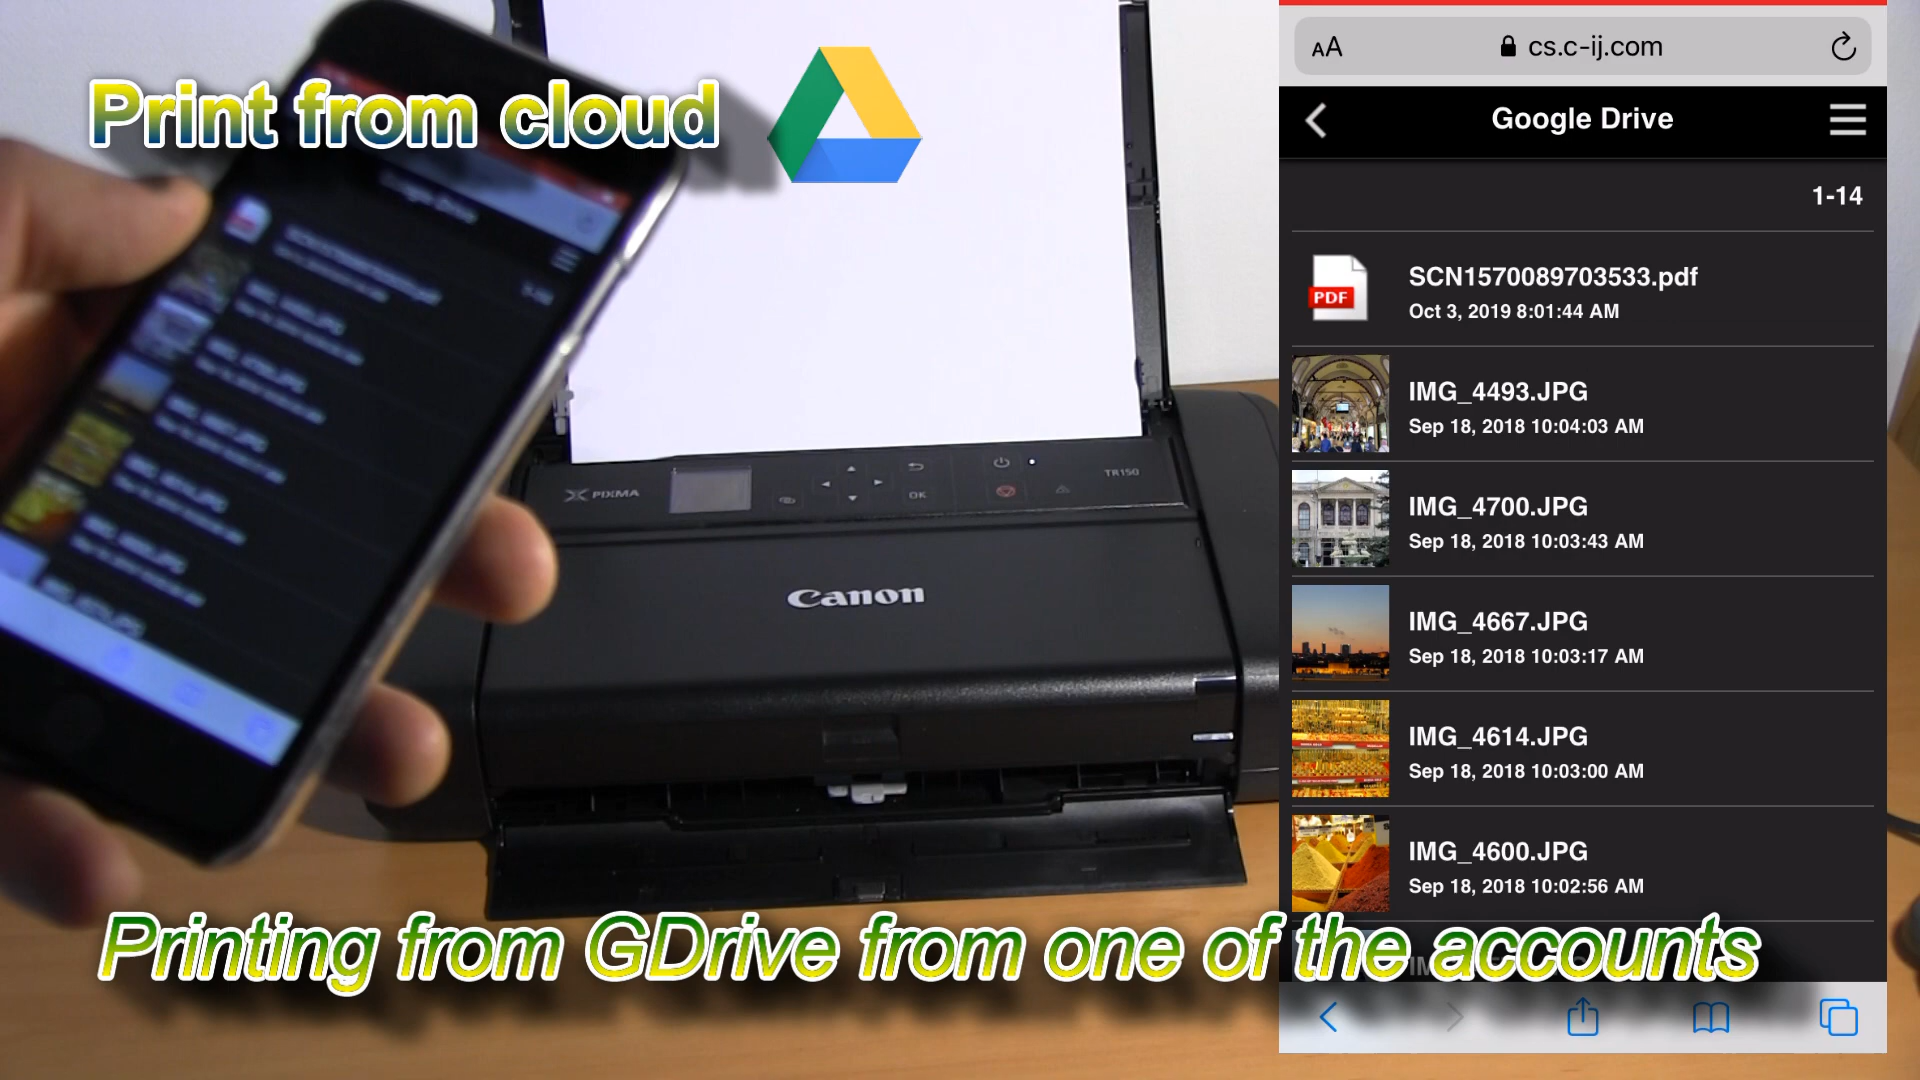 Print from cloud
PIXMA
OK
TR150
Canon
Printing from GDrive from one of the accounts
AA
cs.c-ij.com
Google Drive
1-14
PDF
SCN1570089703533.pdf
Oct 3, 2019 8:01:44 AM
IMG_4493.JPG
Sep 18, 2018 10:04:03 AM
IMG_4700.JPG
Sep 18, 2018 10:03:43 AM
IMG_4667.JPG
Sep 18, 2018 10:03:17 AM
IMG_4614.JPG
Sep 18, 2018 10:03:00 AM
IMG_4600.JPG
Sep 18, 2018 10:02:56 AM